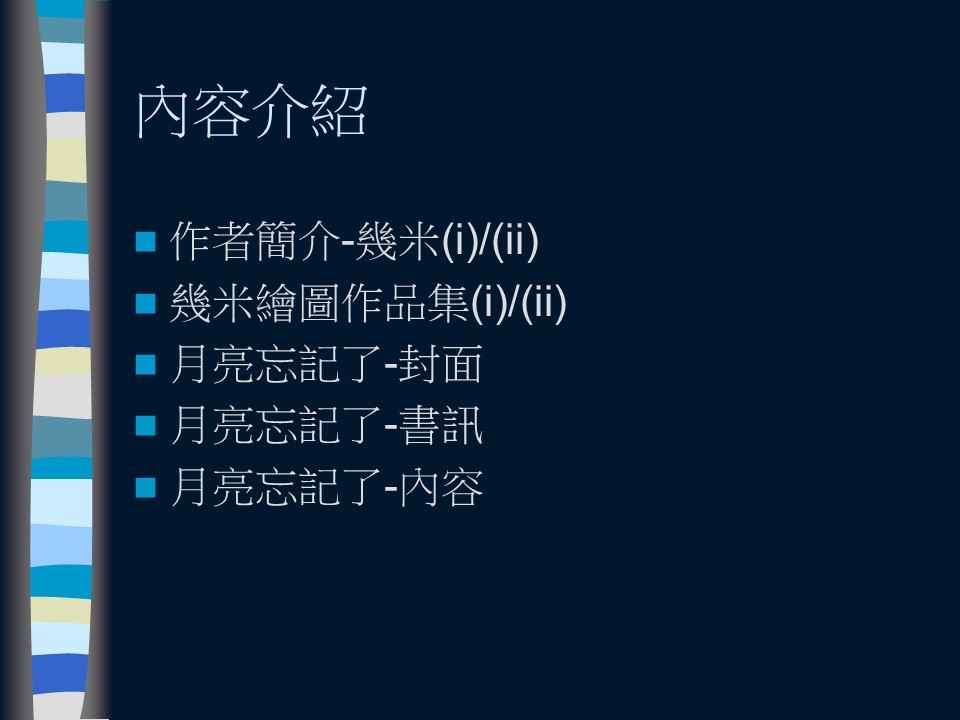 內容介紹
作者簡介-幾米(i)/(ii)
幾米繪圖作品集(i)/(ii)
月亮忘記了-封面
月亮忘記了-書訊
月亮忘記了-內容